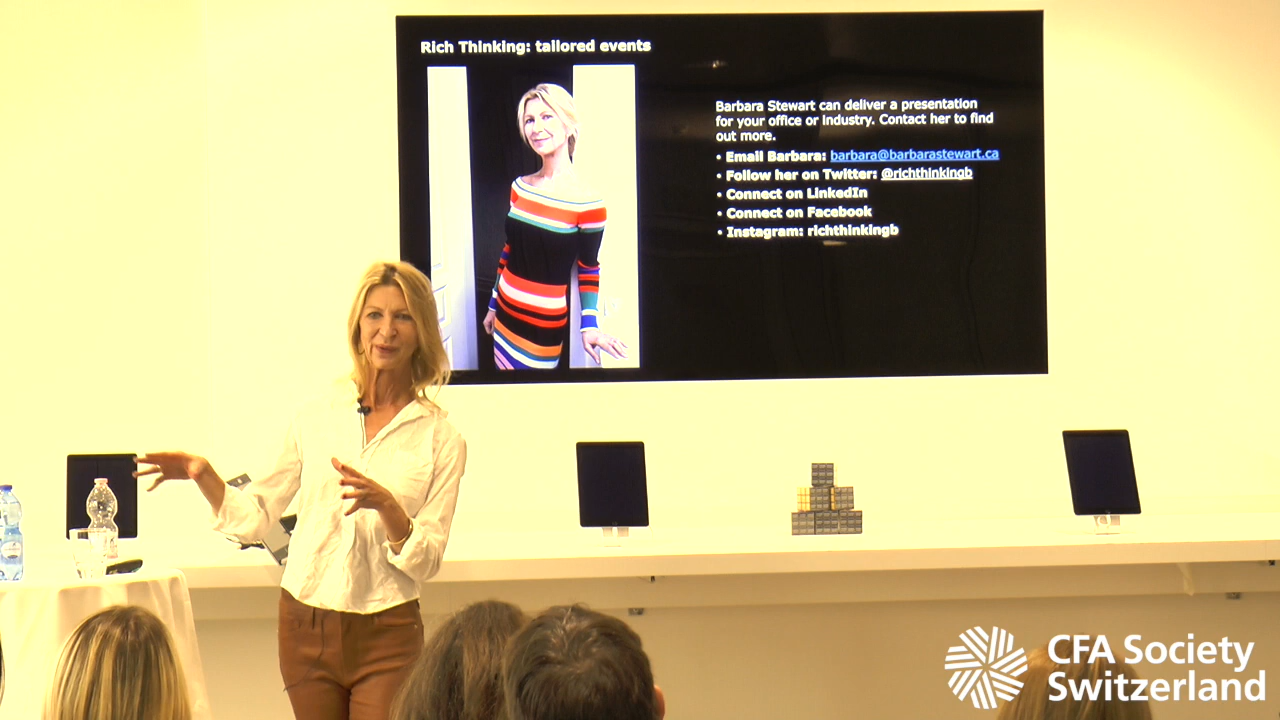 Rich Thinking: tailored events
Barbara Stewart can deliver a presentation
for your office or industry. Contact her to find
out more.
• Email Barbara: barbara@barbarastewart.ca
• Follow her on Twitter: @richthinkingb
• Connect on LinkedIn
• Connect on Facebook
• Instagram: richthinkingb
CFA Society
Switzerland